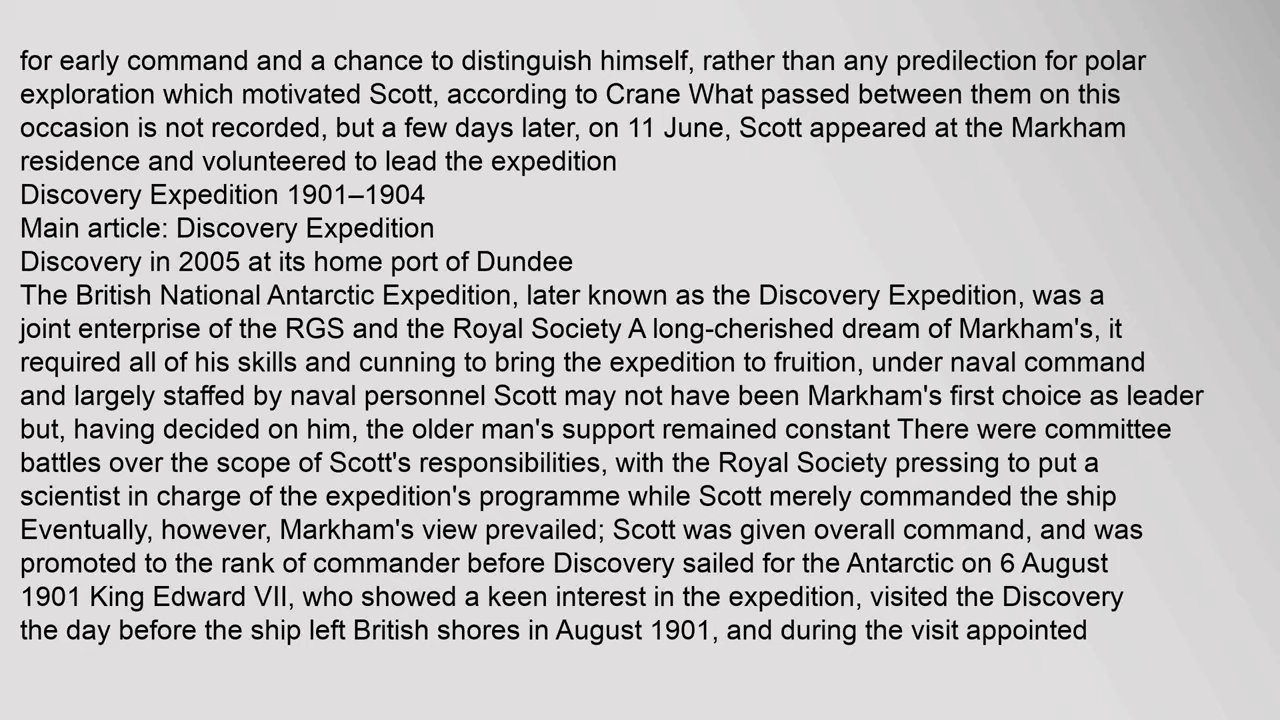 for early command and a chance to distinguish himself, rather than any predilection for polar
exploration which motivated Scott, according to Crane What passed between them on this
occasion is not recorded, but a few days later, on 11 June, Scott appeared at the Markham
residence and volunteered to lead the expedition
Discovery Expedition 1901–1904
Main article: Discovery Expedition
Discovery in 2005 at its home port of Dundee
The British National Antarctic Expedition, later known as the Discovery Expedition, was a
joint enterprise of the RGS and the Royal Society A long-cherished dream of Markham's, it
required all of his skills and cunning to bring the expedition to fruition, under naval command
and largely staffed by naval personnel Scott may not have been Markham's first choice as leader
but, having decided on him, the older man's support remained constant There were committee
battles over the scope of Scott's responsibilities, with the Royal Society pressing to put a
scientist in charge of the expedition's programme while Scott merely commanded the ship
Eventually, however, Markham's view prevailed; Scott was given overall command, and was
promoted to the rank of commander before Discovery sailed for the Antarctic on 6 August
1901 King Edward VII, who showed a keen interest in the expedition, visited the Discovery
the day before the ship left British shores in August 1901, and during the visit appointed